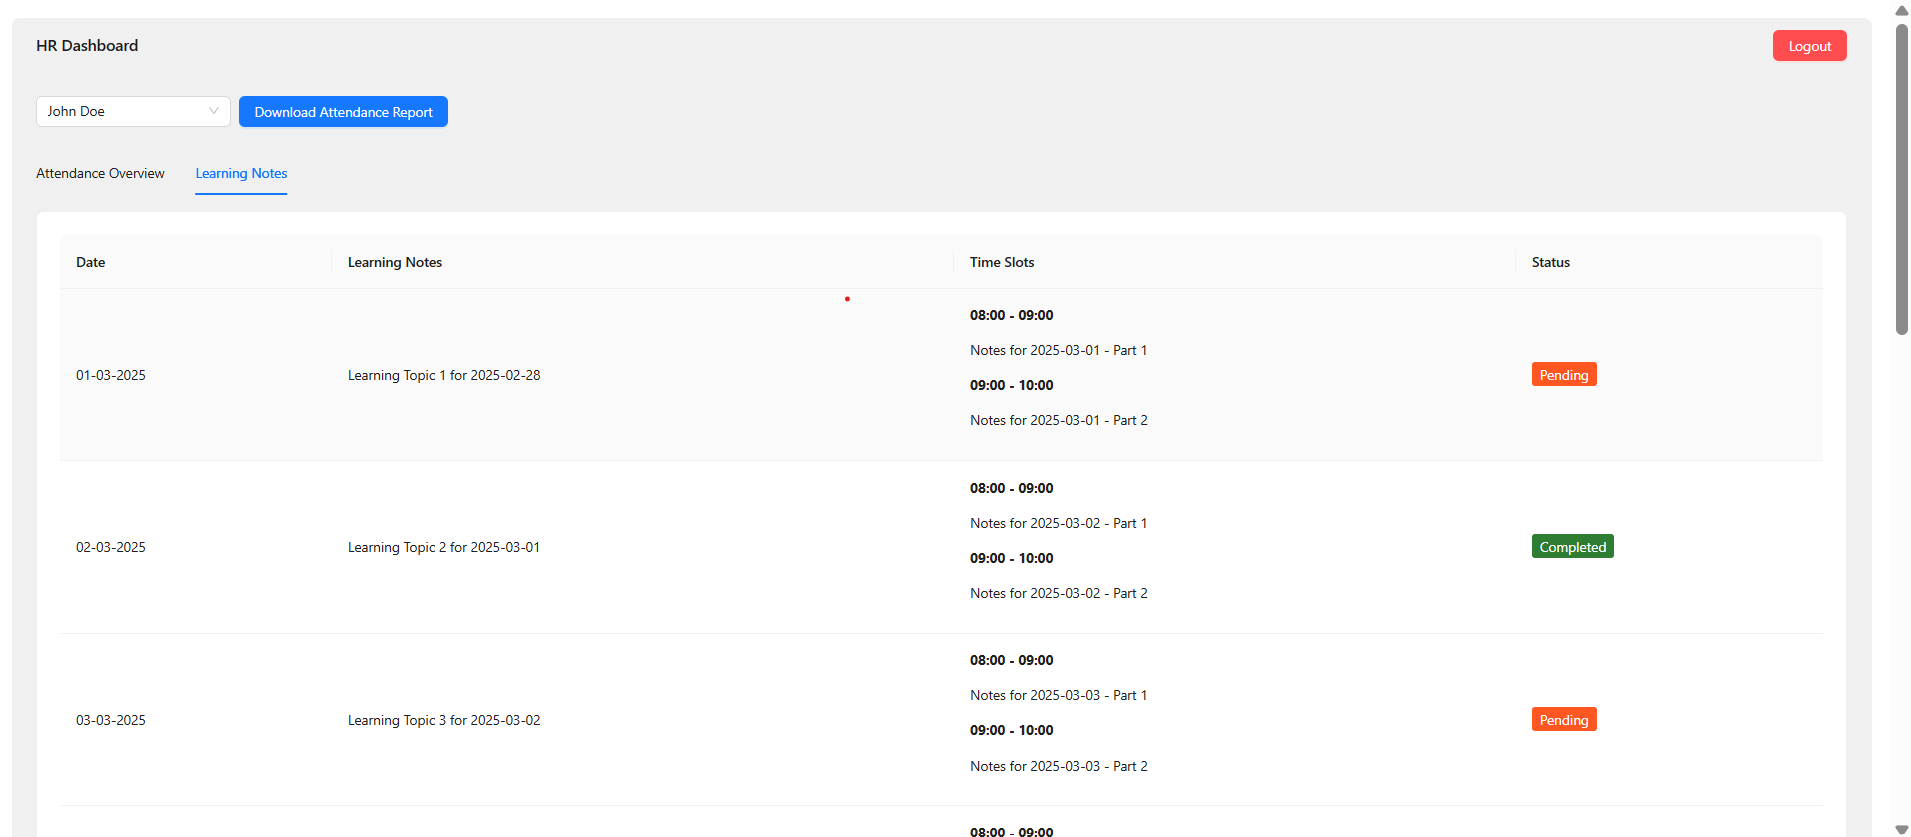 HR Dashboard
Logout
John Doe
Download Attendance Report
Attendance Overview
Learning Notes
Date
Learning Notes
Time Slots
Status
01-03-2025
Learning Topic 1 for 2025-02-28
08:00 - 09:00
Notes for 2025-03-01 - Part 1
09:00 - 10:00
Notes for 2025-03-01 - Part 2
Pending
02-03-2025
Learning Topic 2 for 2025-03-01
08:00 - 09:00
Notes for 2025-03-02 - Part 1
09:00 - 10:00
Notes for 2025-03-02 - Part 2
Completed
03-03-2025
Learning Topic 3 for 2025-03-02
08:00 - 09:00
Notes for 2025-03-03 - Part 1
09:00 - 10:00
Notes for 2025-03-03 - Part 2
Pending
08:00 - 09:00